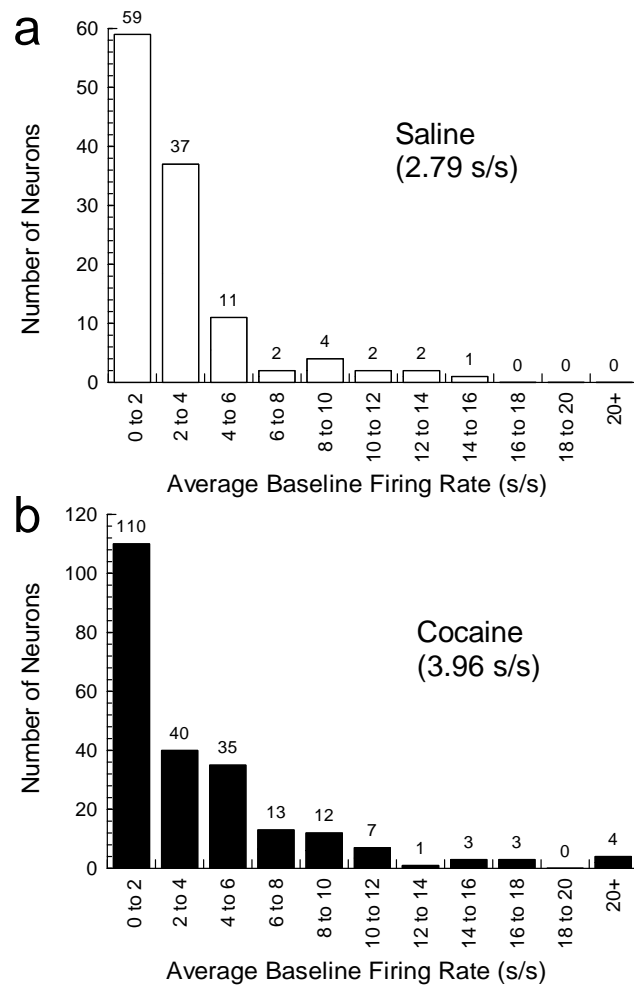 a
59
60
50
40
30
20
10
0
Number of Neurons
37
11
2
4
2
2
1
0
0
0
Saline
(2.79 s/s)
0 to 2
2 to 4
4 to 6
6 to 8
8 to 10
10 to 12
12 to 14
14 to 16
16 to 18
18 to 20
20+
Average Baseline Firing Rate (s/s)
b
120
100
80
60
40
20
0
Number of Neurons
110
40
35
13
12
7
1
3
3
0
4
Cocaine
(3.96 s/s)
0 to 2
2 to 4
4 to 6
6 to 8
8 to 10
10 to 12
12 to 14
14 to 16
16 to 18
18 to 20
20+
Average Baseline Firing Rate (s/s)